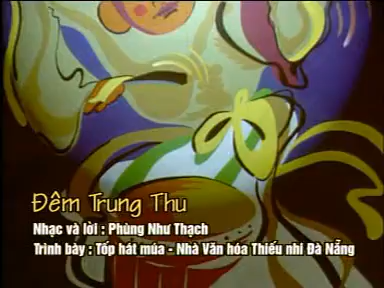 Đêm Trung Thu
Nhạc và lời : Phùng Như Thạch
Trình bày : Tốp hát múa - Nhà Văn hóa Thiếu nhi Đà Nẵng